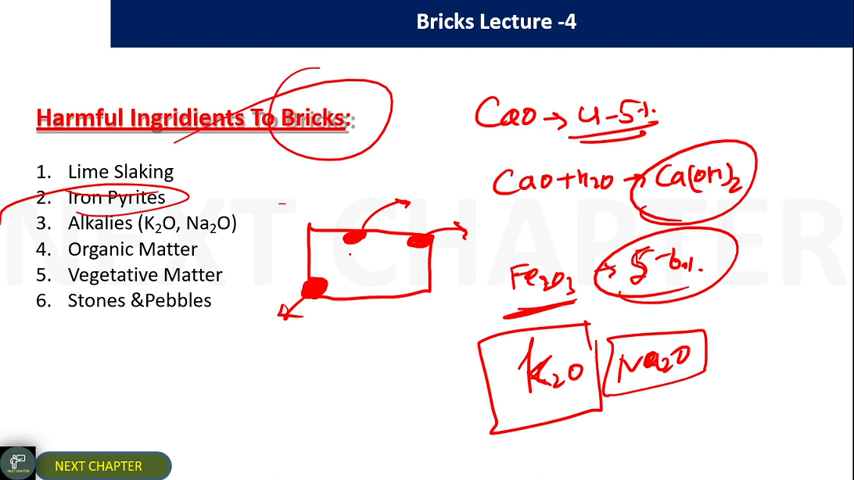 Bricks Lecture -4
Harmful Ingridients To Bricks:
1. Lime Slaking
2. Iron Pyrites
3. Alkalies (K₂O, Na₂O)
4. Organic Matter
5. Vegetative Matter
6. Stones &Pebbles
CaO → 4-5%
CaO+H₂O → Ca(OH)₂
Fe₂O₃ → 5-6%
K₂O Na₂O
NEXT CHAPTER
NEXT CHAPTER